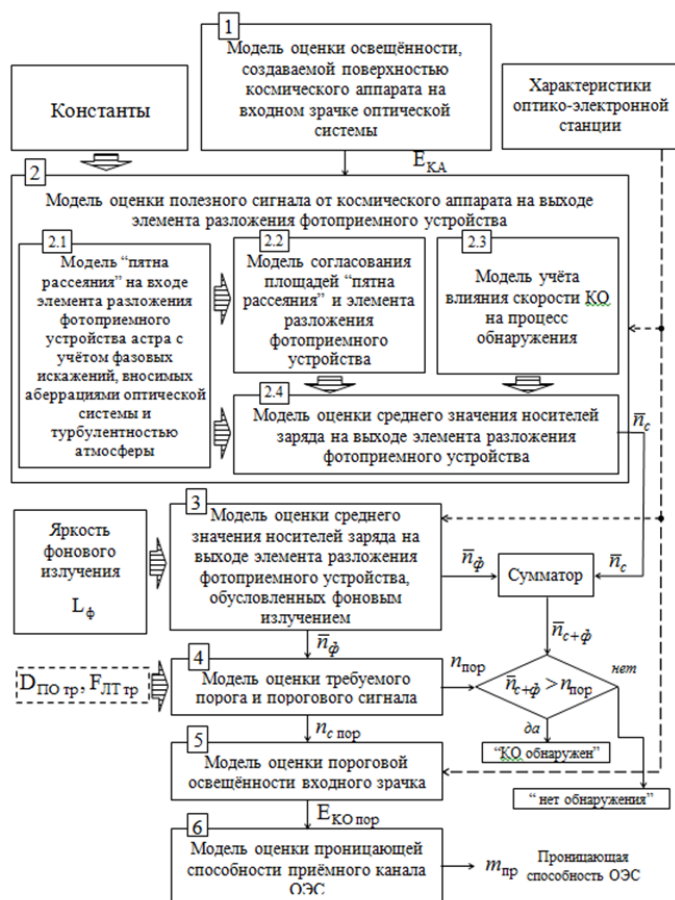 1
Модель оценки освещённости,
создаваемой поверхностью
космического аппарата на
входном зрачке оптической
системы
Константы
Характеристики
оптико-электронной
станции
E_КА
2
Модель оценки полезного сигнала от космического аппарата на выходе
элемента разложения фотоприемного устройства
2.1
Модель “пятна
рассеяния” на входе
элемента разложения
фотоприемного
устройства астра с
учётом фазовых
искажений, вносимых
аберрациями оптической
системы и
турбулентностью
атмосферы
2.2
Модель согласования
площадей “пятна
рассеяния” и элемента
разложения
фотоприемного
устройства
2.3
Модель учёта
влияния скорости КО
на процесс
обнаружения
2.4
Модель оценки среднего значения носителей
заряда на выходе элемента разложения
фотоприемного устройства
n̅_c
Яркость
фонового
излучения
L_ф
3
Модель оценки среднего
значения носителей заряда на
выходе элемента разложения
фотоприемного устройства,
обусловленных фоновым
излучением
n̅_ф
Сумматор
n̅_c
n̅_c+ф
n̅_ф
D_ПО тр, F_ЛТ тр
4
Модель оценки требуемого
порога и порогового сигнала
n_пор
n̅_c+ф > n_пор
нет
да
“КО обнаружен”
“ нет обнаружения”
n_с пор
5
Модель оценки пороговой
освещённости входного зрачка
E_КО пор
6
Модель оценки проницающей
способности приёмного канала
ОЭС
m_пр
Проницающая
способность ОЭС